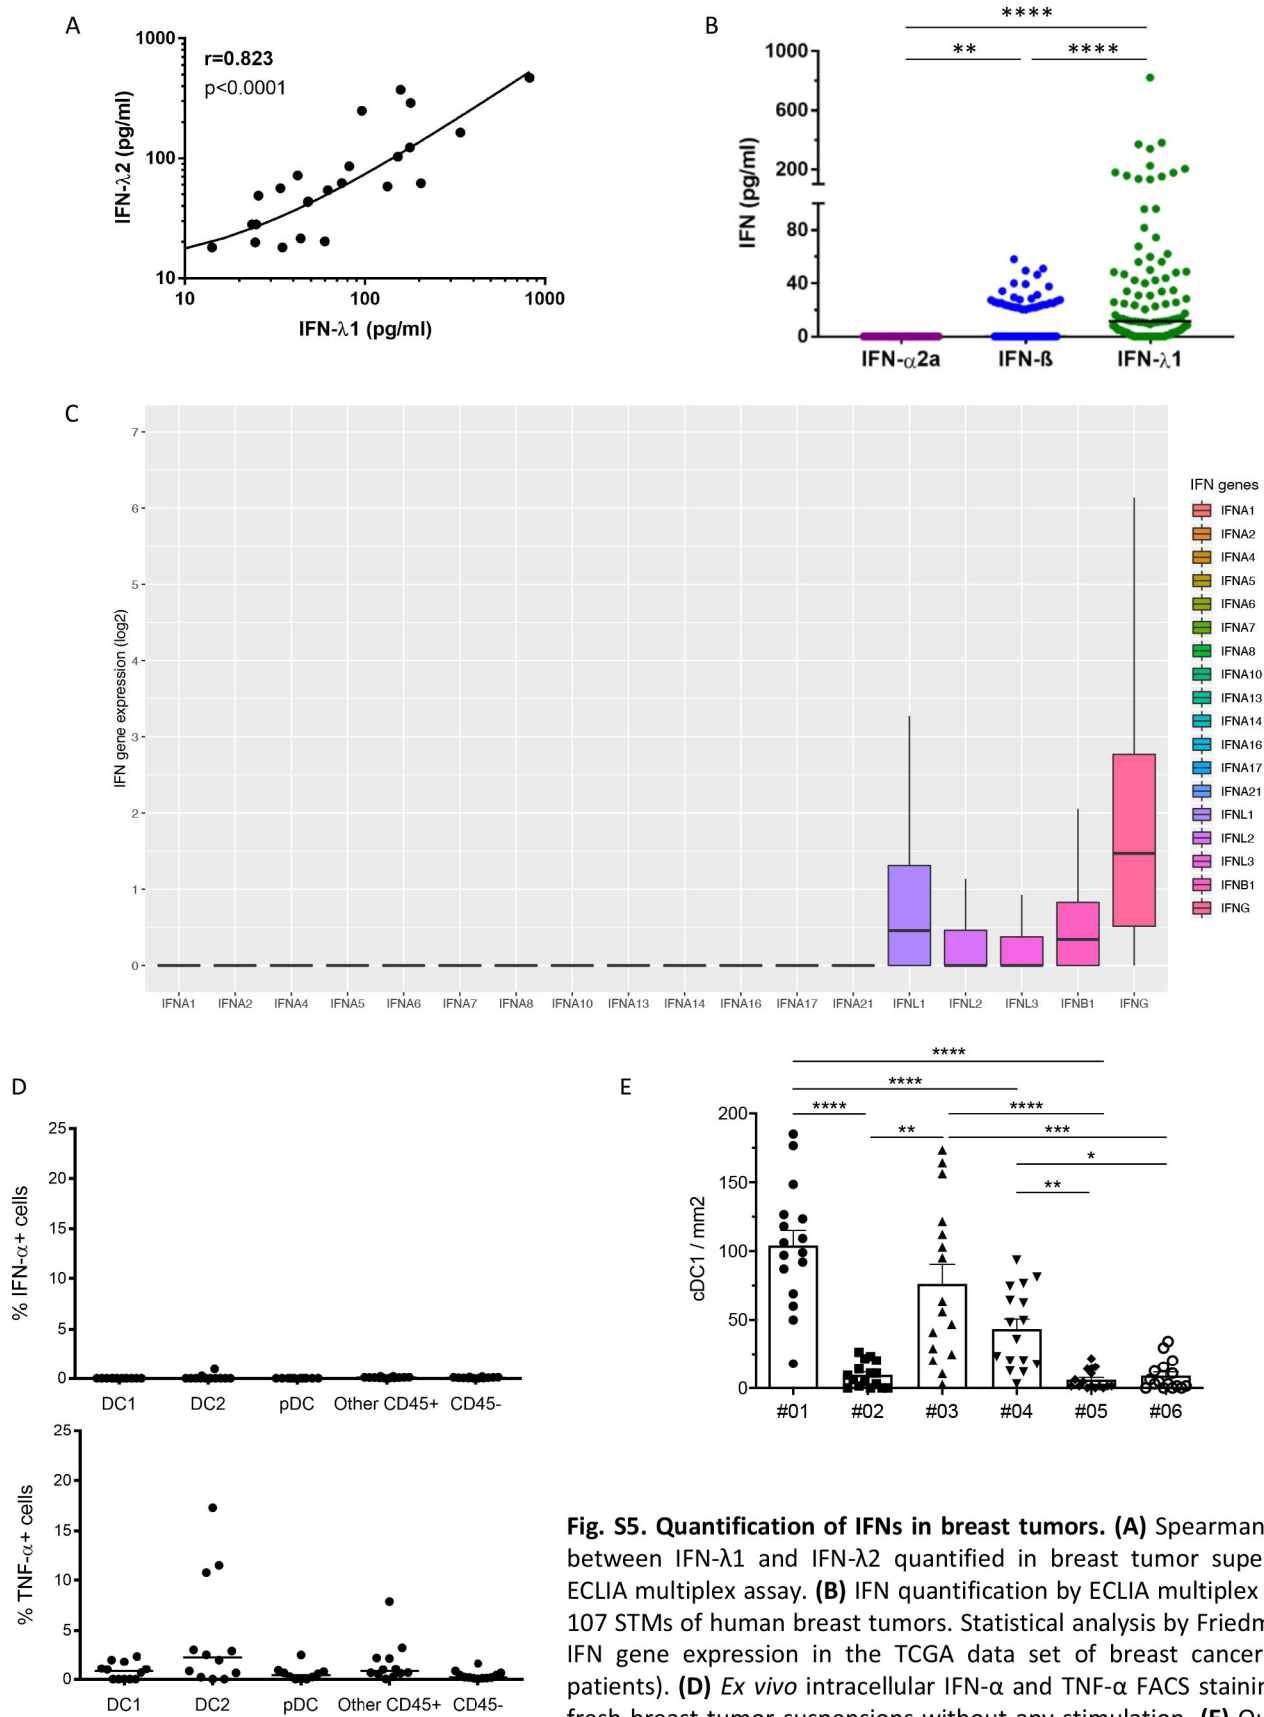 A
1000
100
10
r=0.823
p<0.0001
IFN-λ2 (pg/ml)
10
100
1000
IFN-λ1 (pg/ml)
B
****
** ****
1000
600
200
80
40
0
IFN (pg/ml)
IFN-α2a IFN-ß IFN-λ1
C
7
6
5
4
3
2
1
0
IFN gene expression (log2)
IFNA1 IFNA2 IFNA4 IFNA5 IFNA6 IFNA7 IFNA8 IFNA10 IFNA13 IFNA14 IFNA16 IFNA17 IFNA21 IFNL1 IFNL2 IFNL3 IFNB1 IFNG
IFN genes
IFNA1
IFNA2
IFNA4
IFNA5
IFNA6
IFNA7
IFNA8
IFNA10
IFNA13
IFNA14
IFNA16
IFNA17
IFNA21
IFNL1
IFNL2
IFNL3
IFNB1
IFNG
D
25
20
15
10
5
0
% IFN-α+ cells
DC1 DC2 pDC Other CD45+ CD45-
25
20
15
10
5
0
% TNF-α+ cells
DC1 DC2 pDC Other CD45+ CD45-
E
****
****
**** ****
** ***
*
**
200
150
100
50
0
cDC1 / mm2
#01 #02 #03 #04 #05 #06
Fig. S5. Quantification of IFNs in breast tumors. (A) Spearman
between IFN-λ1 and IFN-λ2 quantified in breast tumor supe
ECLIA multiplex assay. (B) IFN quantification by ECLIA multiplex
107 STMs of human breast tumors. Statistical analysis by Friedm
IFN gene expression in the TCGA data set of breast cancer
patients). (D) Ex vivo intracellular IFN-α and TNF-α FACS stainin
fresh breast tumor suspensions without any stimulation. (E) Qu